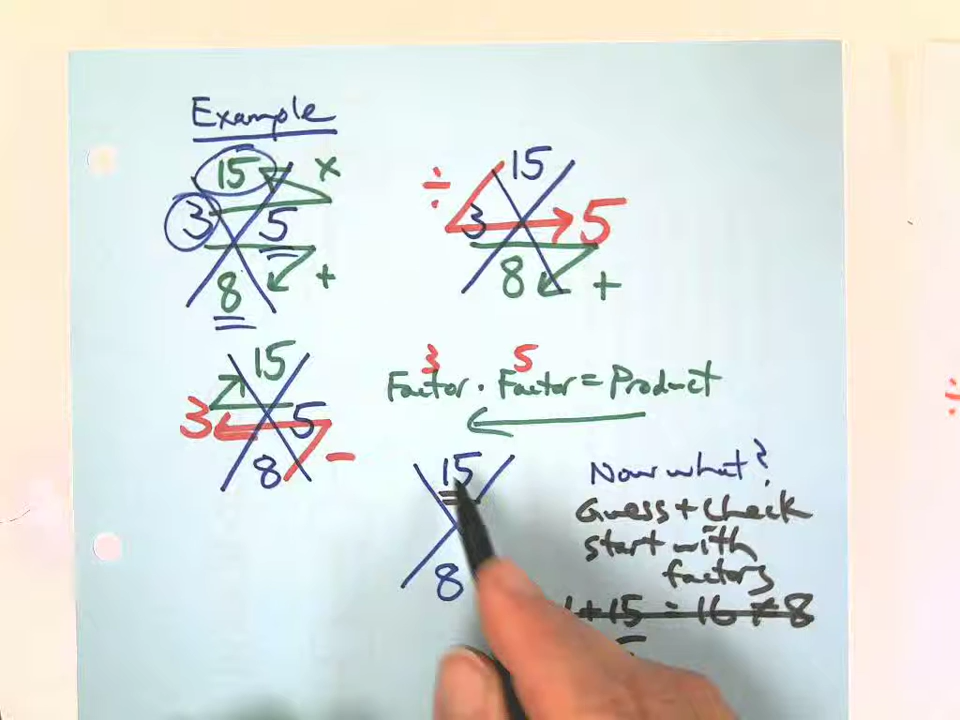 Example
15 ×
3 5
8 +
÷ 15
3 5
8 +
15
3 5
8 −
3 5
Factor · Factor = Product
15
8
Now what?
Guess + Check
start with
factors
+ 15 = 16 ≠ 8
÷